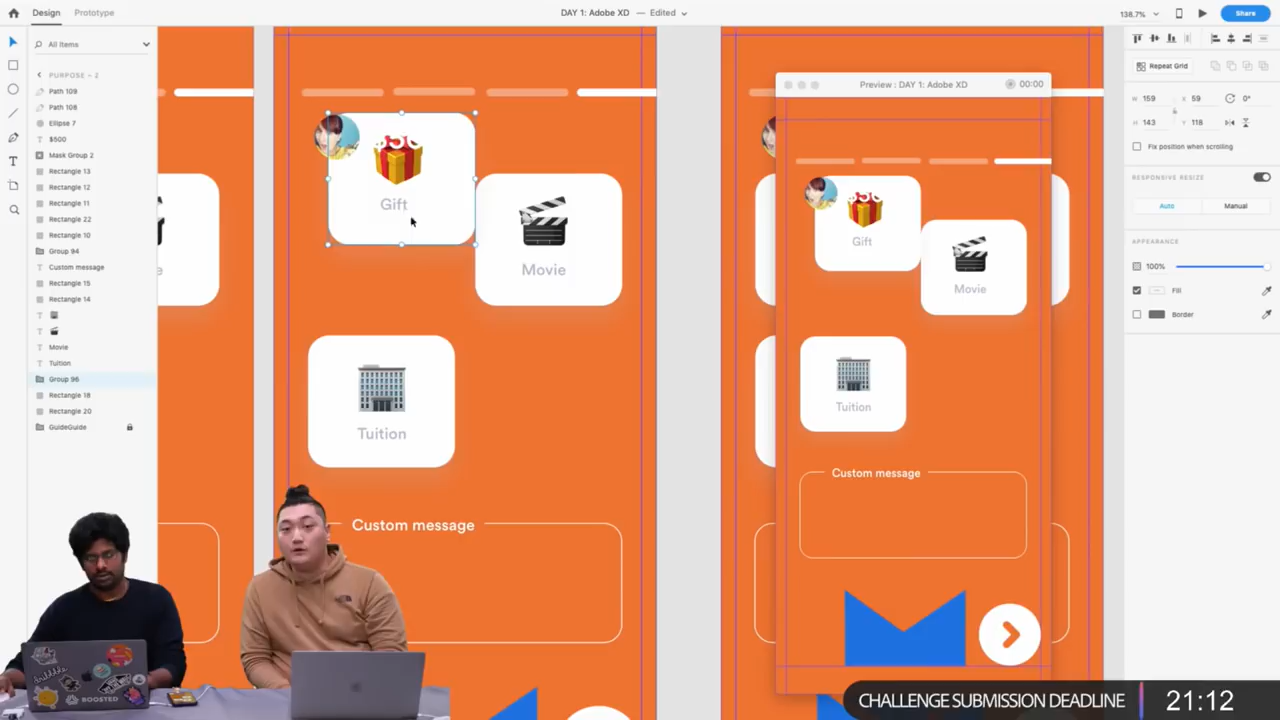 Design
Prototype
DAY 1: Adobe XD — Edited
138.7%
Share
All Items
PURPOSE – 2
Path 109
Path 108
Ellipse 7
$500
Mask Group 2
Rectangle 13
Rectangle 12
Rectangle 11
Rectangle 22
Rectangle 10
Group 94
Custom message
Rectangle 15
Rectangle 14
Movie
Tuition
Group 96
Rectangle 18
Rectangle 20
GuideGuide
Gift
Movie
Tuition
Custom message
Preview : DAY 1: Adobe XD
00:00
Gift
Movie
Tuition
Custom message
Repeat Grid
W 159
X 59
0°
H 143
Y 118
Fix position when scrolling
RESPONSIVE RESIZE
Auto
Manual
APPEARANCE
100%
Fill
Border
BOOSTED
CHALLENGE SUBMISSION DEADLINE
21:12